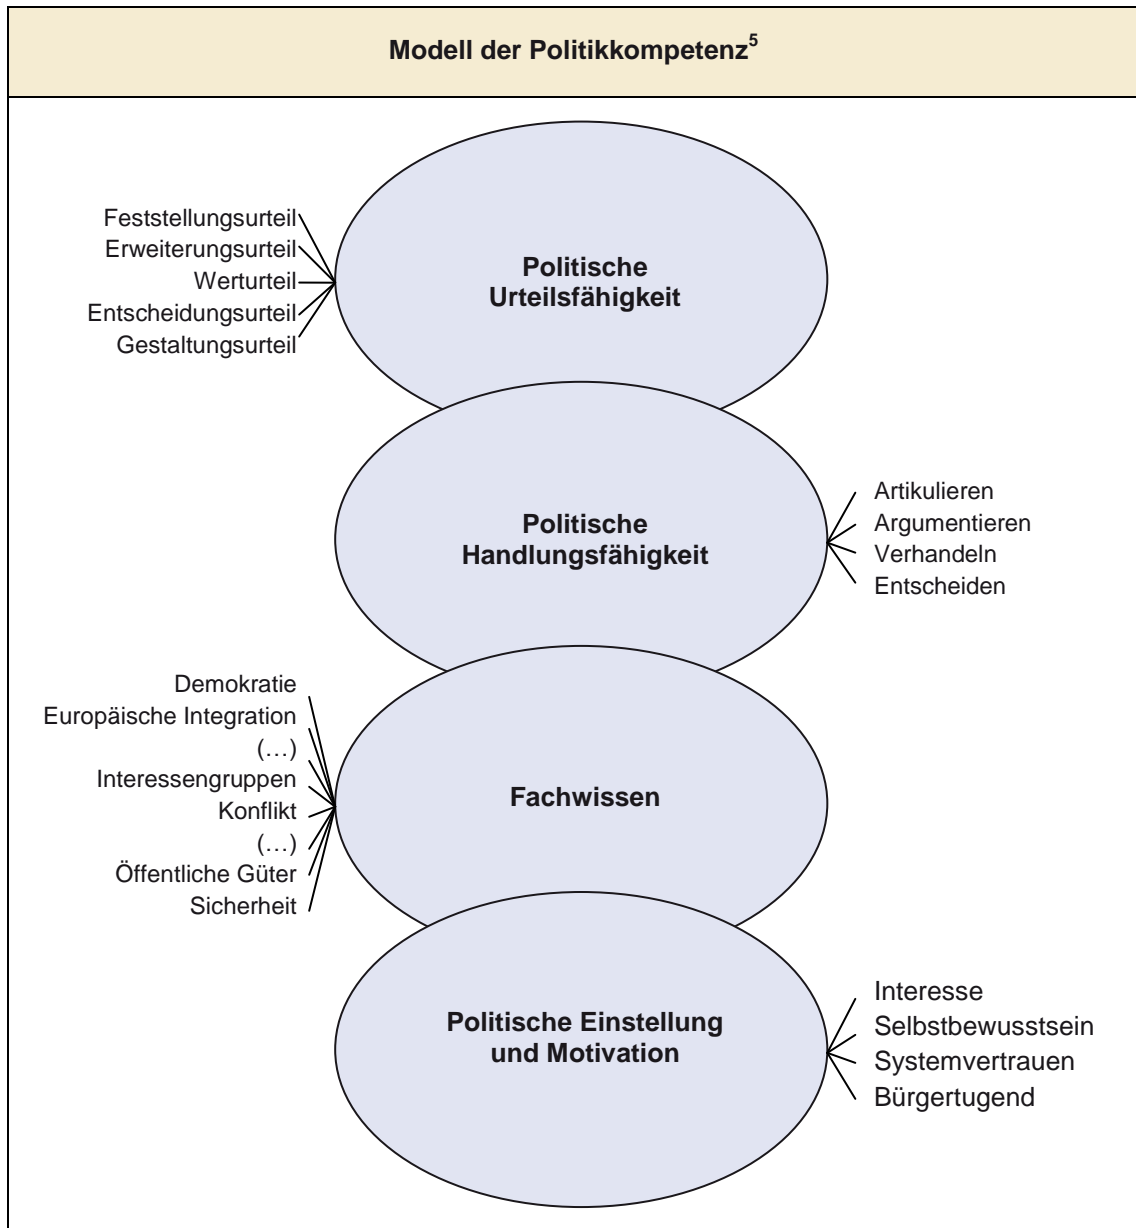 Modell der Politikkompetenz⁵
Feststellungsurteil
Erweiterungsurteil
Werturteil
Entscheidungsurteil
Gestaltungsurteil
Politische
Urteilsfähigkeit
Politische
Handlungsfähigkeit
Artikulieren
Argumentieren
Verhandeln
Entscheiden
Demokratie
Europäische Integration
(…)
Interessengruppen
Konflikt
(…)
Öffentliche Güter
Sicherheit
Fachwissen
Politische Einstellung
und Motivation
Interesse
Selbstbewusstsein
Systemvertrauen
Bürgertugend